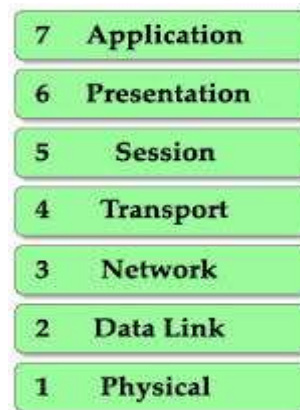 7 Application
6 Presentation
5 Session
4 Transport
3 Network
2 Data Link
1 Physical